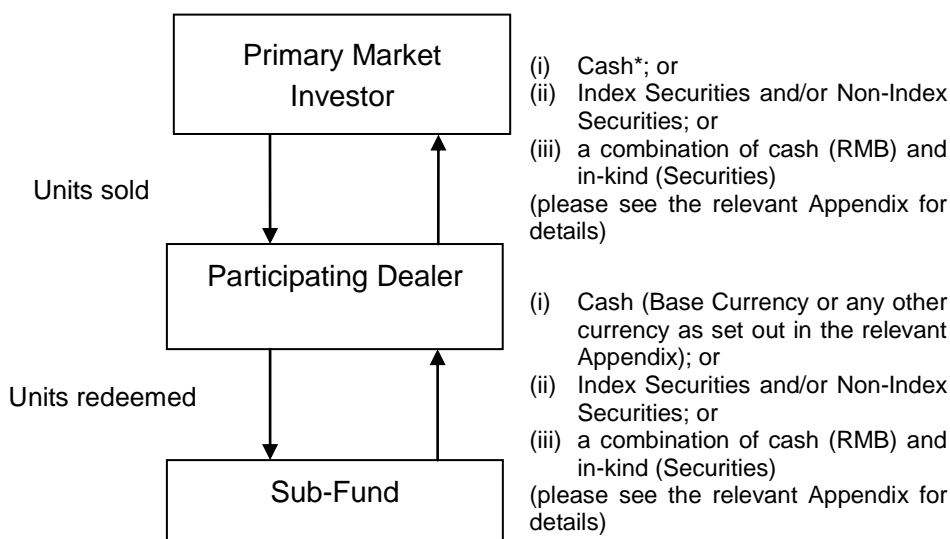 Primary Market
Investor
(i) Cash*; or
(ii) Index Securities and/or Non-Index
Securities; or
(iii) a combination of cash (RMB) and
in-kind (Securities)
(please see the relevant Appendix for
details)
Units sold
Participating Dealer
(i) Cash (Base Currency or any other
currency as set out in the relevant
Appendix); or
(ii) Index Securities and/or Non-Index
Securities; or
(iii) a combination of cash (RMB) and
in-kind (Securities)
(please see the relevant Appendix for
details)
Units redeemed
Sub-Fund